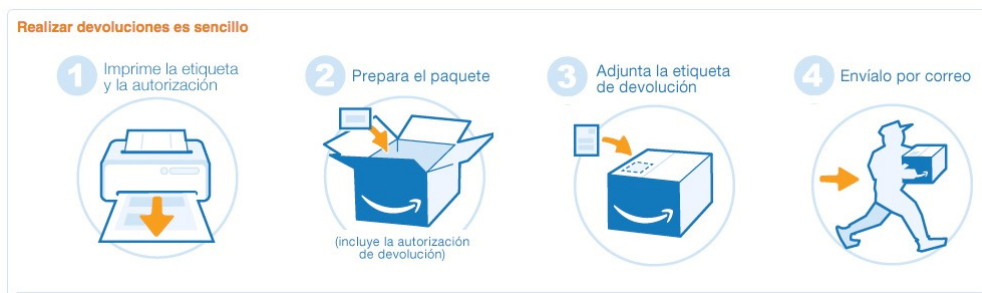 Realizar devoluciones es sencillo
1 Imprime la etiqueta
y la autorización
2 Prepara el paquete
(incluye la autorización
de devolución)
3 Adjunta la etiqueta
de devolución
4 Envíalo por correo